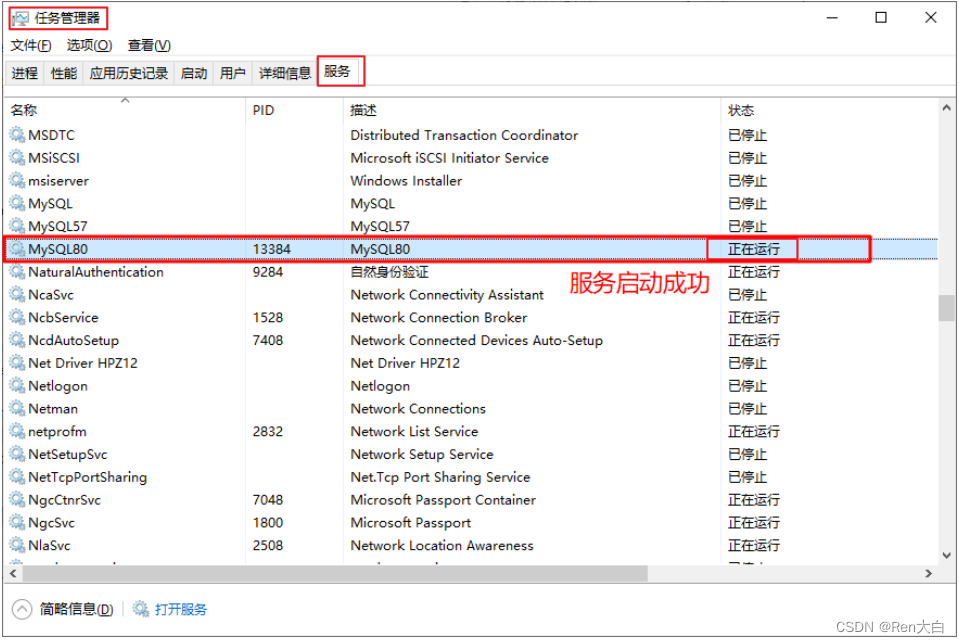 任务管理器
文件(F) 选项(O) 查看(V)
进程 性能 应用历史记录 启动 用户 详细信息 服务
名称 PID 描述 状态
MSDTC Distributed Transaction Coordinator 已停止
MSiSCSI Microsoft iSCSI Initiator Service 已停止
msiserver Windows Installer 已停止
MySQL MySQL 已停止
MySQL57 MySQL57 已停止
MySQL80 13384 MySQL80 正在运行
NaturalAuthentication 9284 自然身份验证 正在运行
服务启动成功
NcaSvc Network Connectivity Assistant 已停止
NcbService 1528 Network Connection Broker 正在运行
NcdAutoSetup 7408 Network Connected Devices Auto-Setup 正在运行
Net Driver HPZ12 Net Driver HPZ12 已停止
Netlogon Netlogon 已停止
Netman Network Connections 已停止
netprofm 2832 Network List Service 正在运行
NetSetupSvc Network Setup Service 已停止
NetTcpPortSharing Net.Tcp Port Sharing Service 已停止
NgcCtnrSvc 7048 Microsoft Passport Container 正在运行
NgcSvc 1800 Microsoft Passport 正在运行
NlaSvc 2508 Network Location Awareness 正在运行
简略信息(D) 打开服务
CSDN @Ren大白